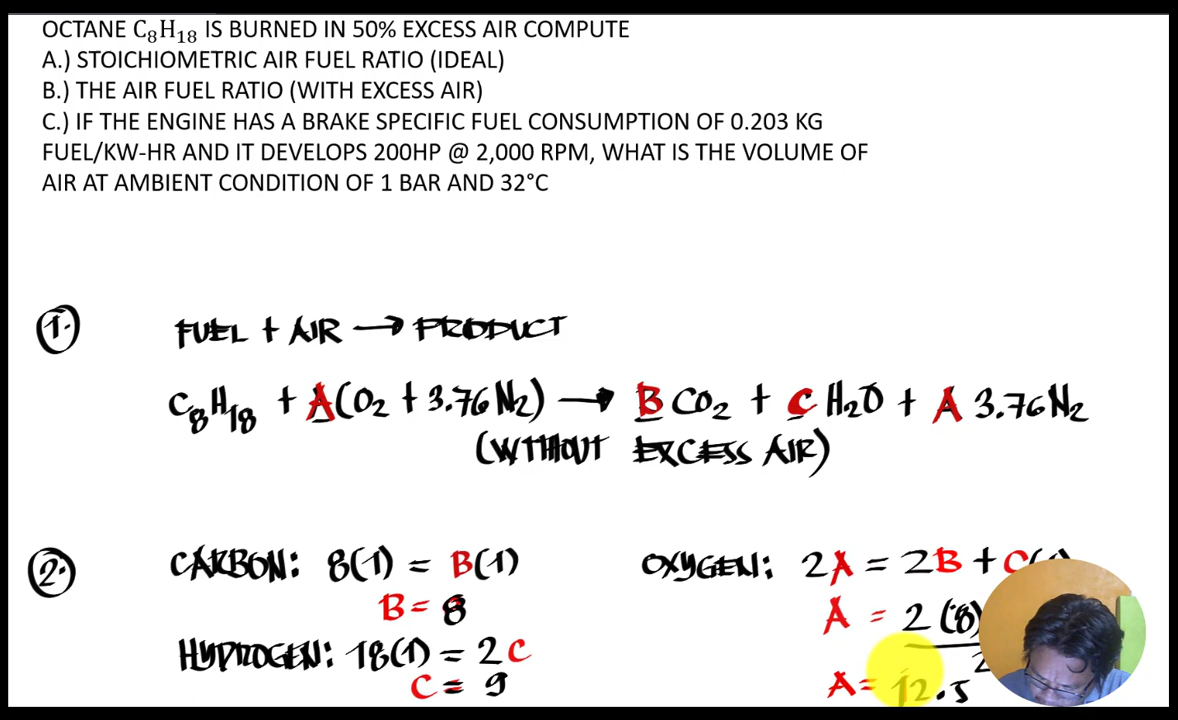 OCTANE C₈H₁₈ IS BURNED IN 50% EXCESS AIR COMPUTE
A.) STOICHIOMETRIC AIR FUEL RATIO (IDEAL)
B.) THE AIR FUEL RATIO (WITH EXCESS AIR)
C.) IF THE ENGINE HAS A BRAKE SPECIFIC FUEL CONSUMPTION OF 0.203 KG
FUEL/KW-HR AND IT DEVELOPS 200HP @ 2,000 RPM, WHAT IS THE VOLUME OF
AIR AT AMBIENT CONDITION OF 1 BAR AND 32°C
1. FUEL + AIR → PRODUCT
C₈H₁₈ + A(O₂ + 3.76N₂) → B CO₂ + C H₂O + A 3.76N₂
(WITHOUT EXCESS AIR)
2. CARBON: 8(1) = B(1)
B = 8
HYDROGEN: 18(1) = 2C
C = 9
OXYGEN: 2A = 2B + C(
A = 2(8)
2
A = 12.5